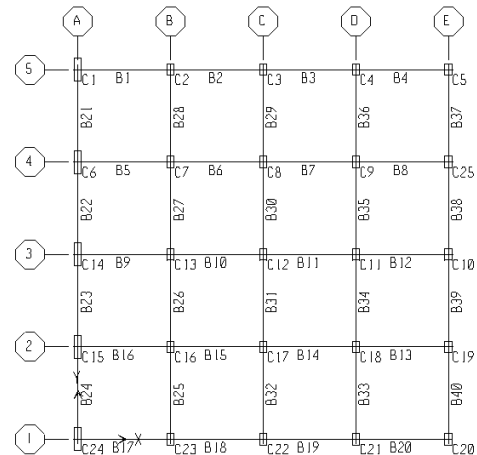 A B C D E
5
C1 B1 C2 B2 C3 B3 C4 B4 C5
B21 B28 B29 B36 B37
4
C6 B5 C7 B6 C8 B7 C9 B8 C25
B22 B27 B30 B35 B38
3
C14 B9 C13 B10 C12 B11 C11 B12 C10
B23 B26 B31 B34 B39
2
C15 B16 C16 B15 C17 B14 C18 B13 C19
Y
B24 B25 B32 B33 B40
1
X
C24 B17 C23 B18 C22 B19 C21 B20 C20